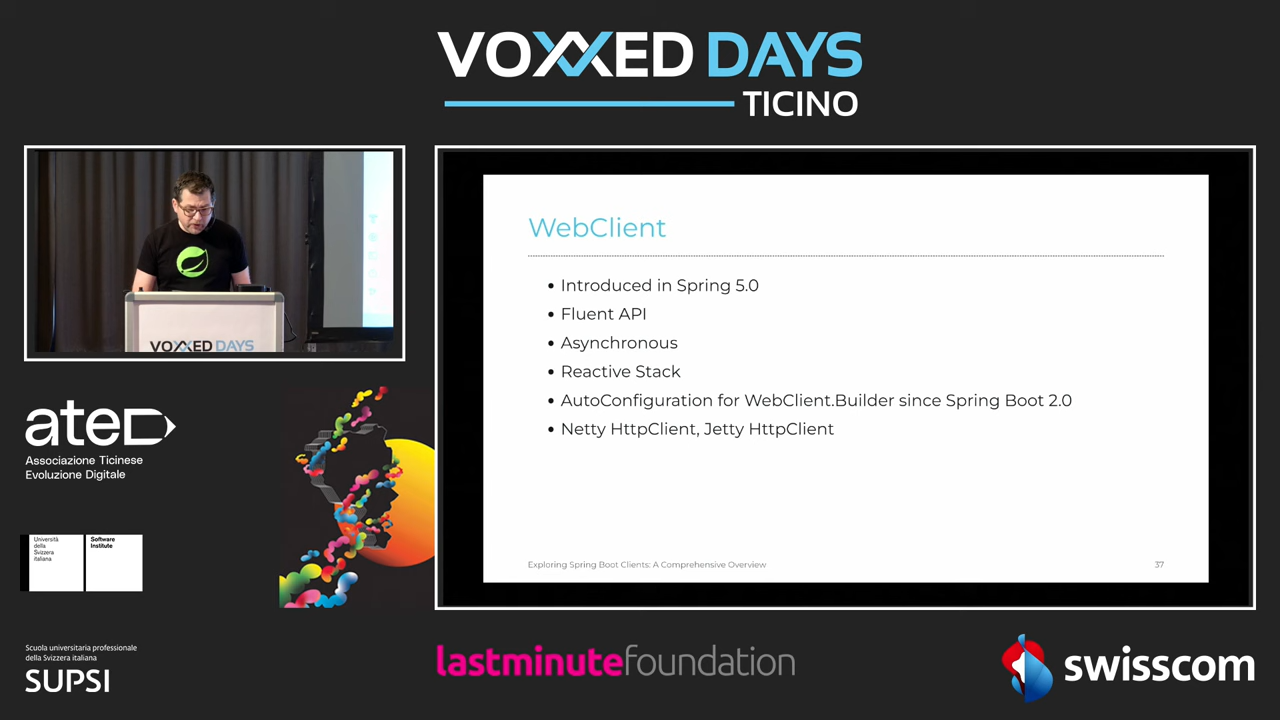 VOXXED DAYS
TICINO
VOXXED DAYS
WebClient
• Introduced in Spring 5.0
• Fluent API
• Asynchronous
• Reactive Stack
• AutoConfiguration for WebClient.Builder since Spring Boot 2.0
• Netty HttpClient, Jetty HttpClient
Exploring Spring Boot Clients: A Comprehensive Overview
37
ated
Associazione Ticinese
Evoluzione Digitale
Università
della
Svizzera
italiana
Software
Institute
Scuola universitaria professionale
della Svizzera italiana
SUPSI
lastminutefoundation
swisscom